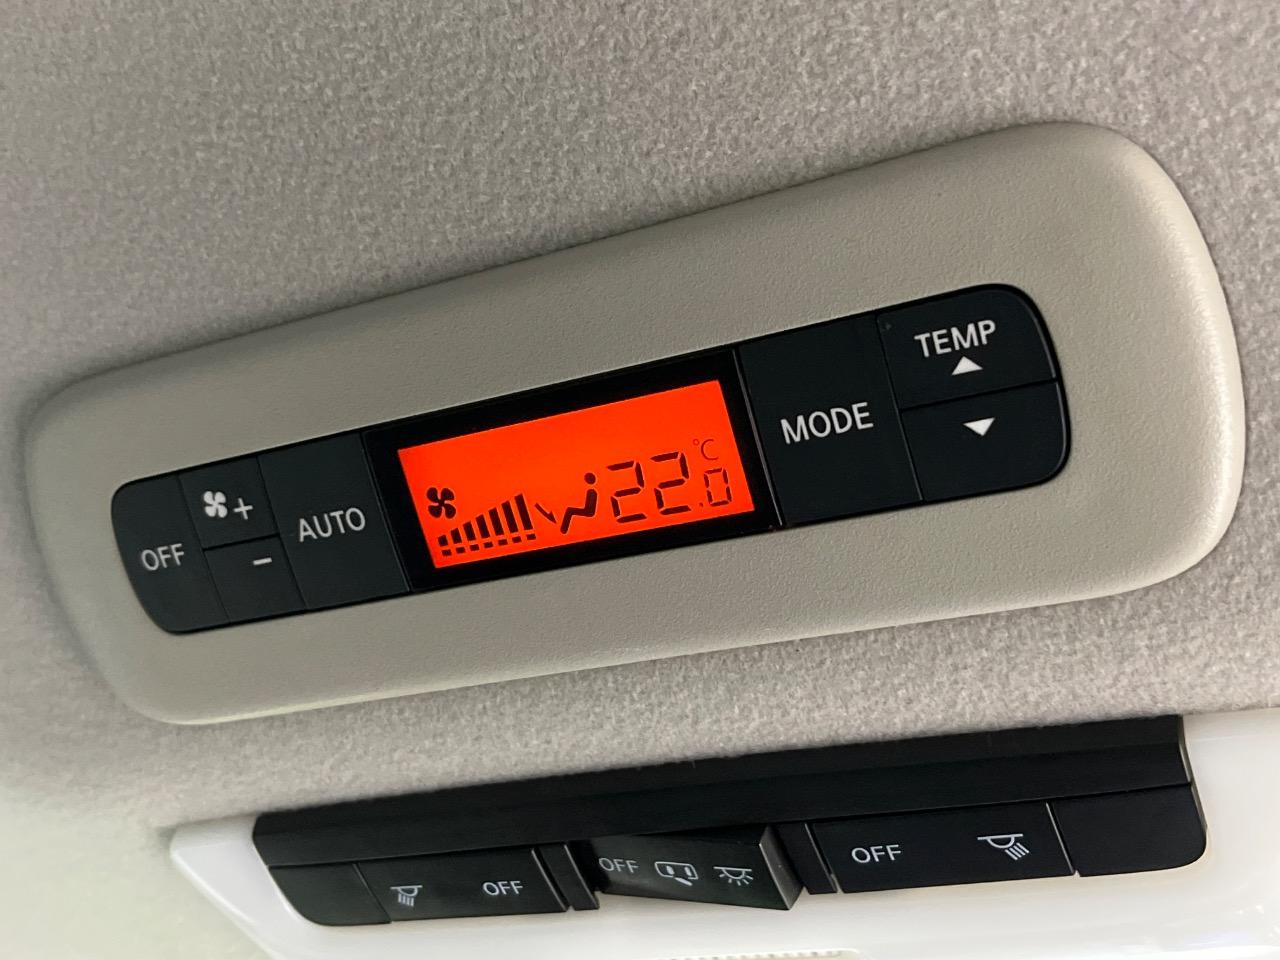 OFF
+
-
AUTO
22.0 °C
MODE
TEMP
OFF
OFF
OFF